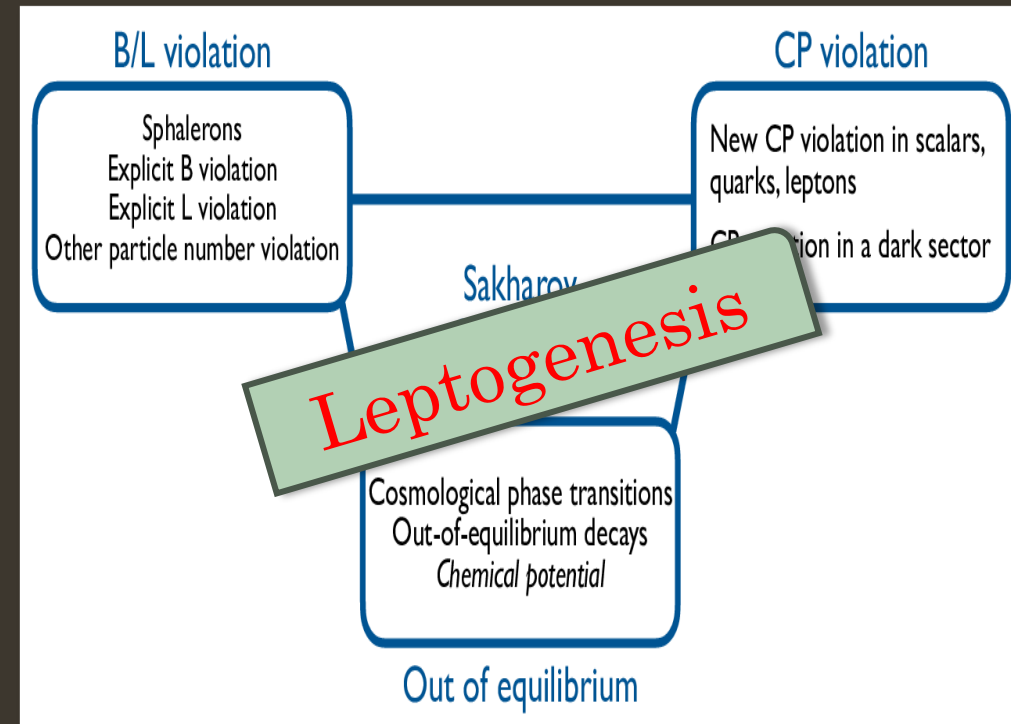 B/L violation
CP violation
Sphalerons
Explicit B violation
Explicit L violation
Other particle number violation
New CP violation in scalars,
quarks, leptons
in a dark sector
Sakharov
Leptogenesis
Cosmological phase transitions
Out-of-equilibrium decays
Chemical potential
Out of equilibrium